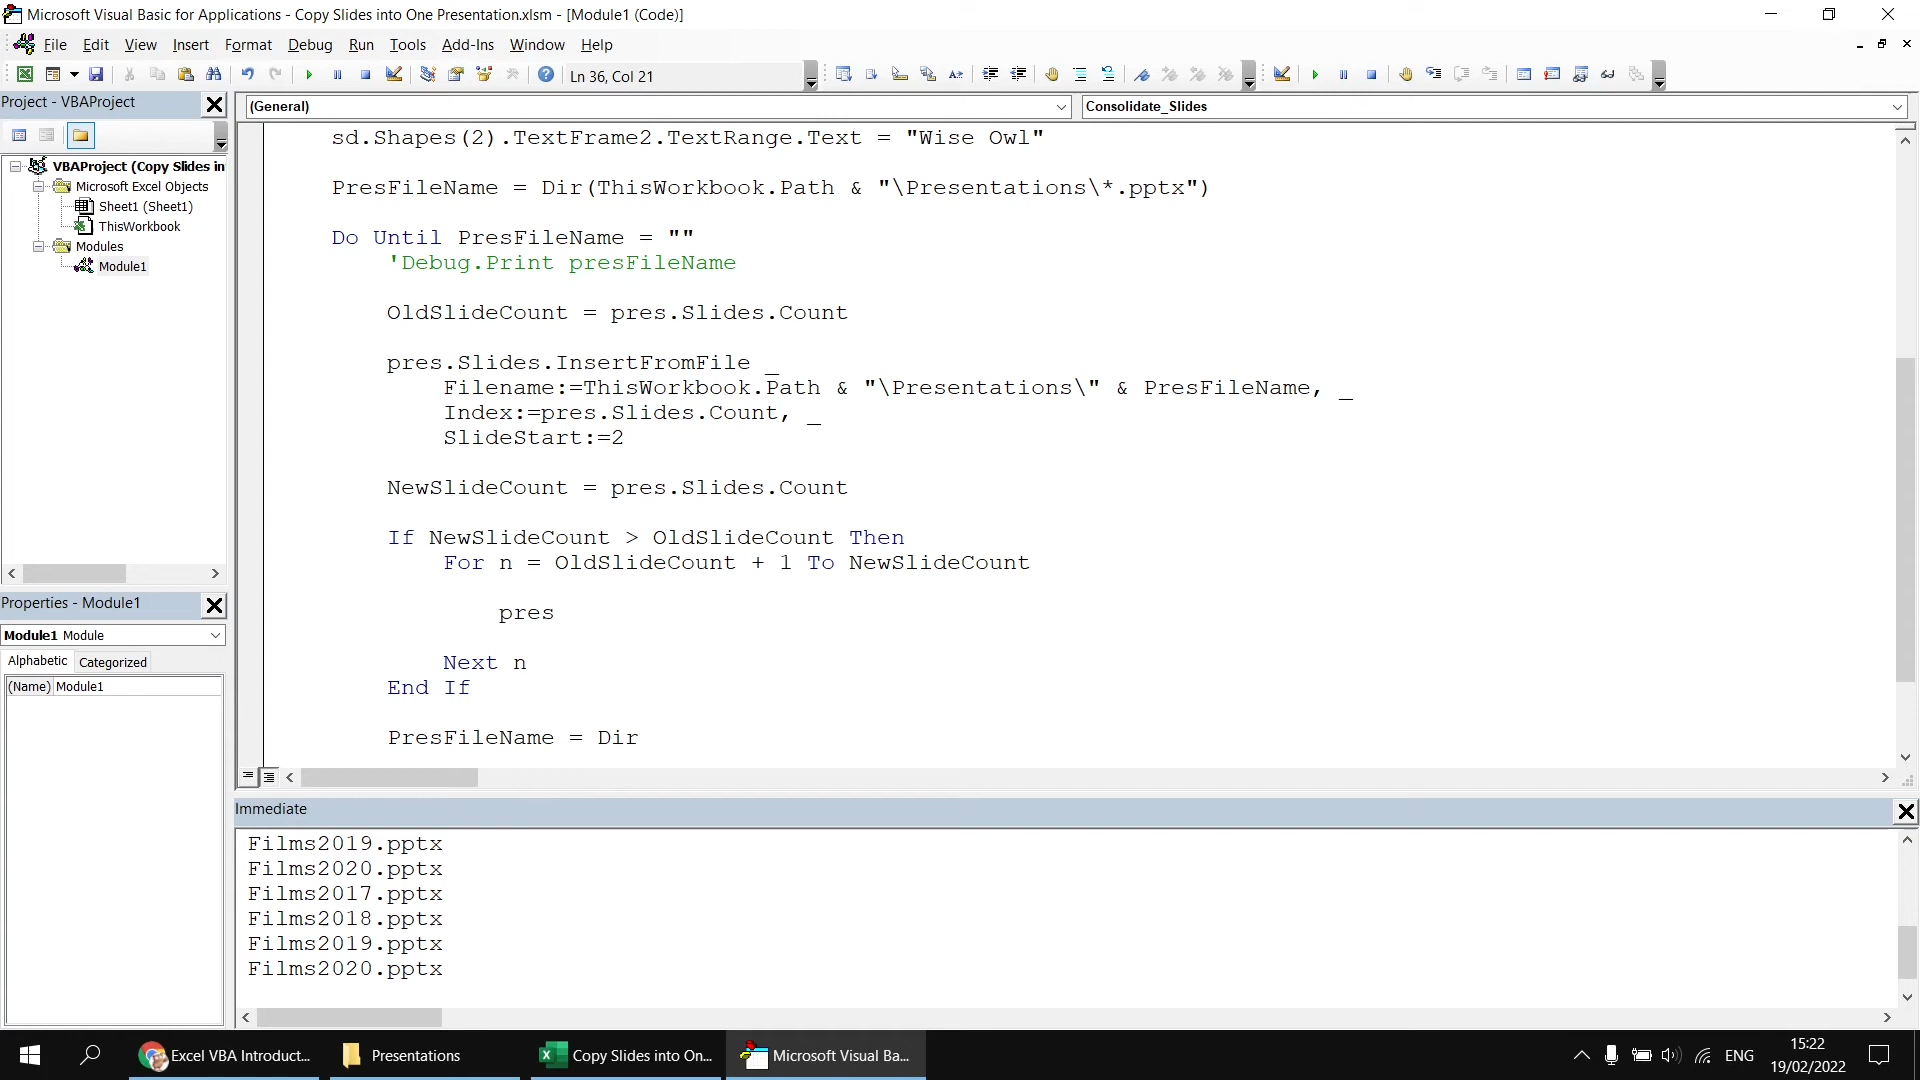 Microsoft Visual Basic for Applications - Copy Slides into One Presentation.xlsm - [Module1 (Code)]
File Edit View Insert Format Debug Run Tools Add-Ins Window Help
Ln 36, Col 21
Project - VBAProject
(General)
Consolidate_Slides
VBAProject (Copy Slides in
Microsoft Excel Objects
Sheet1 (Sheet1)
ThisWorkbook
Modules
Module1
sd.Shapes(2).TextFrame2.TextRange.Text = "Wise Owl"
PresFileName = Dir(ThisWorkbook.Path & "\Presentations\*.pptx")
Do Until PresFileName = ""
'Debug.Print presFileName
OldSlideCount = pres.Slides.Count
pres.Slides.InsertFromFile _
Filename:=ThisWorkbook.Path & "\Presentations\" & PresFileName, _
Index:=pres.Slides.Count, _
SlideStart:=2
NewSlideCount = pres.Slides.Count
If NewSlideCount > OldSlideCount Then
For n = OldSlideCount + 1 To NewSlideCount
pres
Next n
End If
PresFileName = Dir
Properties - Module1
Module1 Module
Alphabetic Categorized
(Name) Module1
Immediate
Films2019.pptx
Films2020.pptx
Films2017.pptx
Films2018.pptx
Films2019.pptx
Films2020.pptx
Excel VBA Introduct...
Presentations
Copy Slides into On...
Microsoft Visual Ba...
ENG
15:22
19/02/2022